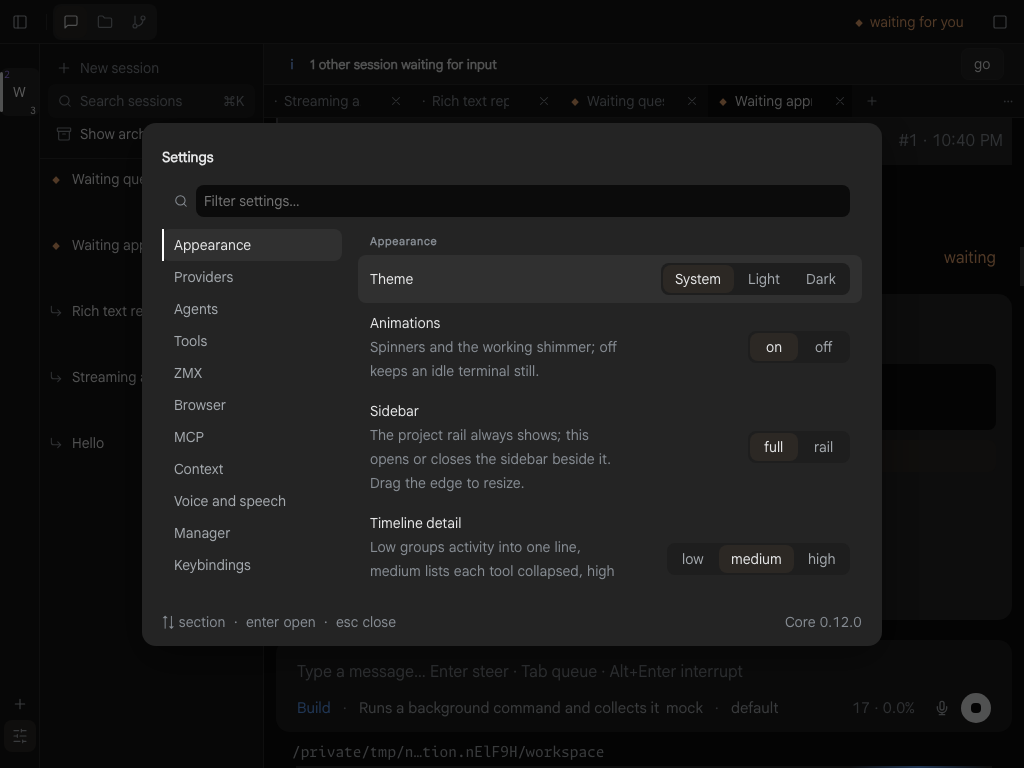 waiting for you
2
W
3
New session
Search sessions ⌘K
Show arch
i 1 other session waiting for input go
· Streaming a
· Rich text rep
Waiting ques
Waiting appr
#1 · 10:40 PM
waiting
Waiting que
Waiting app
Rich text re
Streaming a
Hello
Settings
Filter settings...
Appearance
Providers
Agents
Tools
ZMX
Browser
MCP
Context
Voice and speech
Manager
Keybindings
Appearance
Theme System Light Dark
Animations
Spinners and the working shimmer; off
keeps an idle terminal still.
on off
Sidebar
The project rail always shows; this
opens or closes the sidebar beside it.
Drag the edge to resize.
full rail
Timeline detail
Low groups activity into one line,
medium lists each tool collapsed, high
low medium high
↑↓ section · enter open · esc close Core 0.12.0
Type a message... Enter steer · Tab queue · Alt+Enter interrupt
Build · Runs a background command and collects it mock · default 17 · 0.0%
/private/tmp/n…tion.nElF9H/workspace